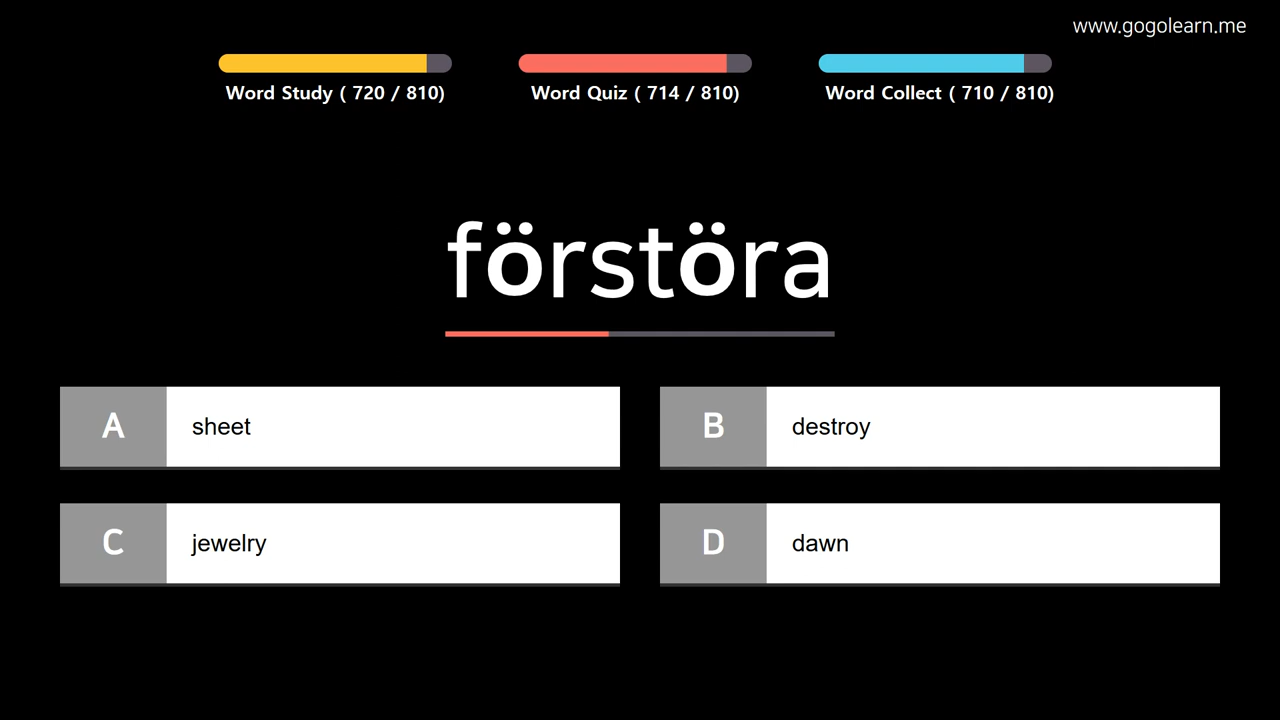 www.gogolearn.me
Word Study ( 720 / 810)
Word Quiz ( 714 / 810)
Word Collect ( 710 / 810)
förstöra
A sheet
B destroy
C jewelry
D dawn